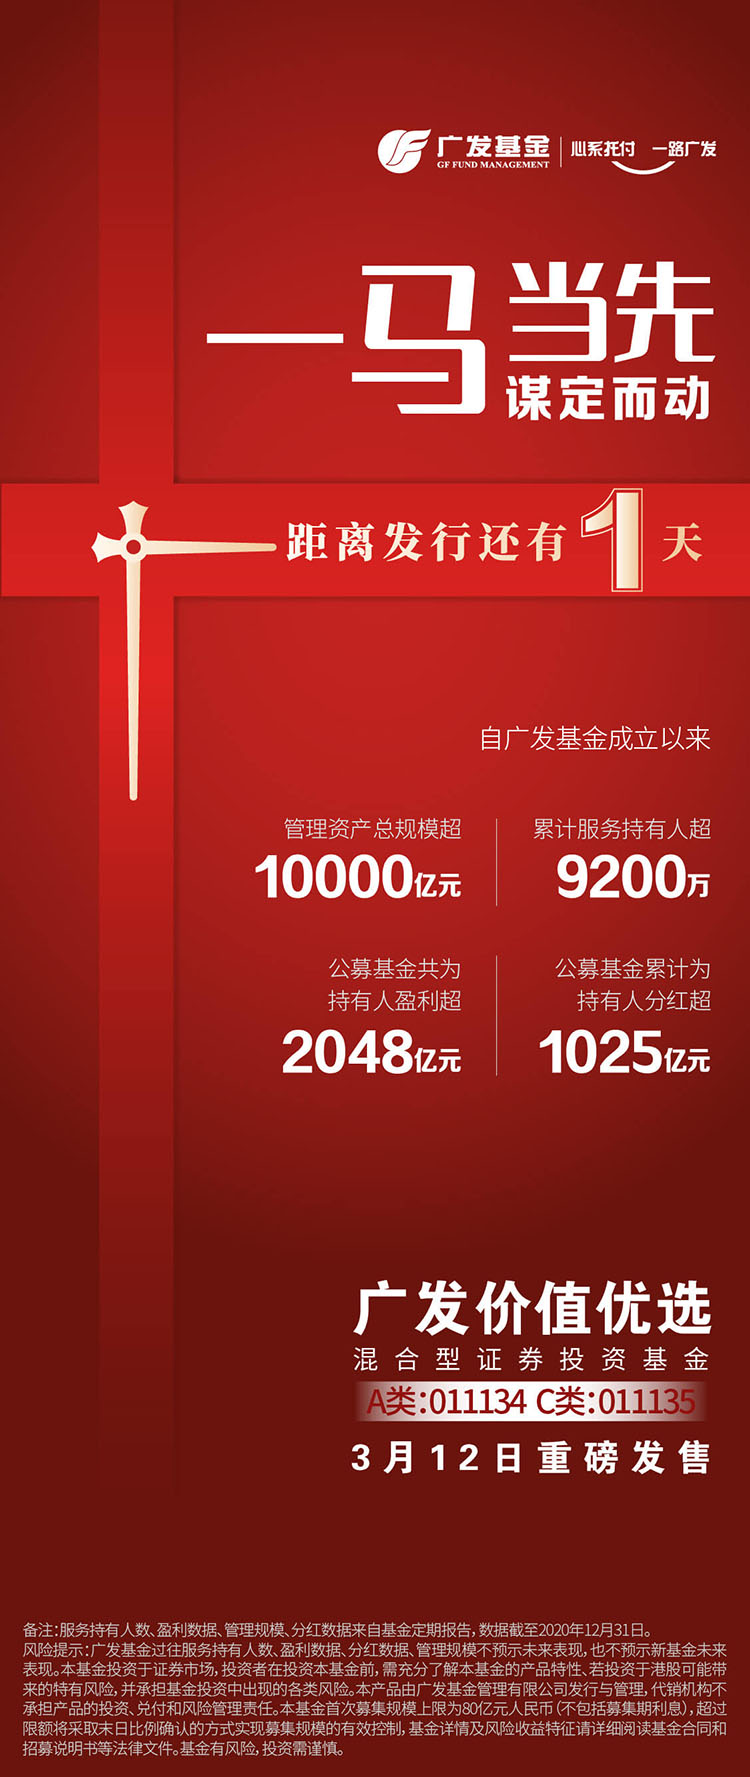 广发基金
GF FUND MANAGEMENT
心系托付 一路广发
一马当先
谋定而动
距离发行还有1天
自广发基金成立以来
管理资产总规模超
10000亿元
累计服务持有人超
9200万
公募基金共为
持有人盈利超
2048亿元
公募基金累计为
持有人分红超
1025亿元
广发价值优选
混合型证券投资基金
A类:011134 C类:011135
3月12日重磅发售
备注:服务持有人数、盈利数据、管理规模、分红数据来自基金定期报告,数据截至2020年12月31日。
风险提示:广发基金过往服务持有人数、盈利数据、分红数据、管理规模不预示未来表现,也不预示新基金未来
表现。本基金投资于证券市场,投资者在投资本基金前,需充分了解本基金的产品特性、若投资于港股可能带
来的特有风险,并承担基金投资中出现的各类风险。本产品由广发基金管理有限公司发行与管理,代销机构不
承担产品的投资、兑付和风险管理责任。本基金首次募集规模上限为80亿元人民币(不包括募集期利息),超过
限额将采取末日比例确认的方式实现募集规模的有效控制,基金详情及风险收益特征请详细阅读基金合同和
招募说明书等法律文件。基金有风险,投资需谨慎。